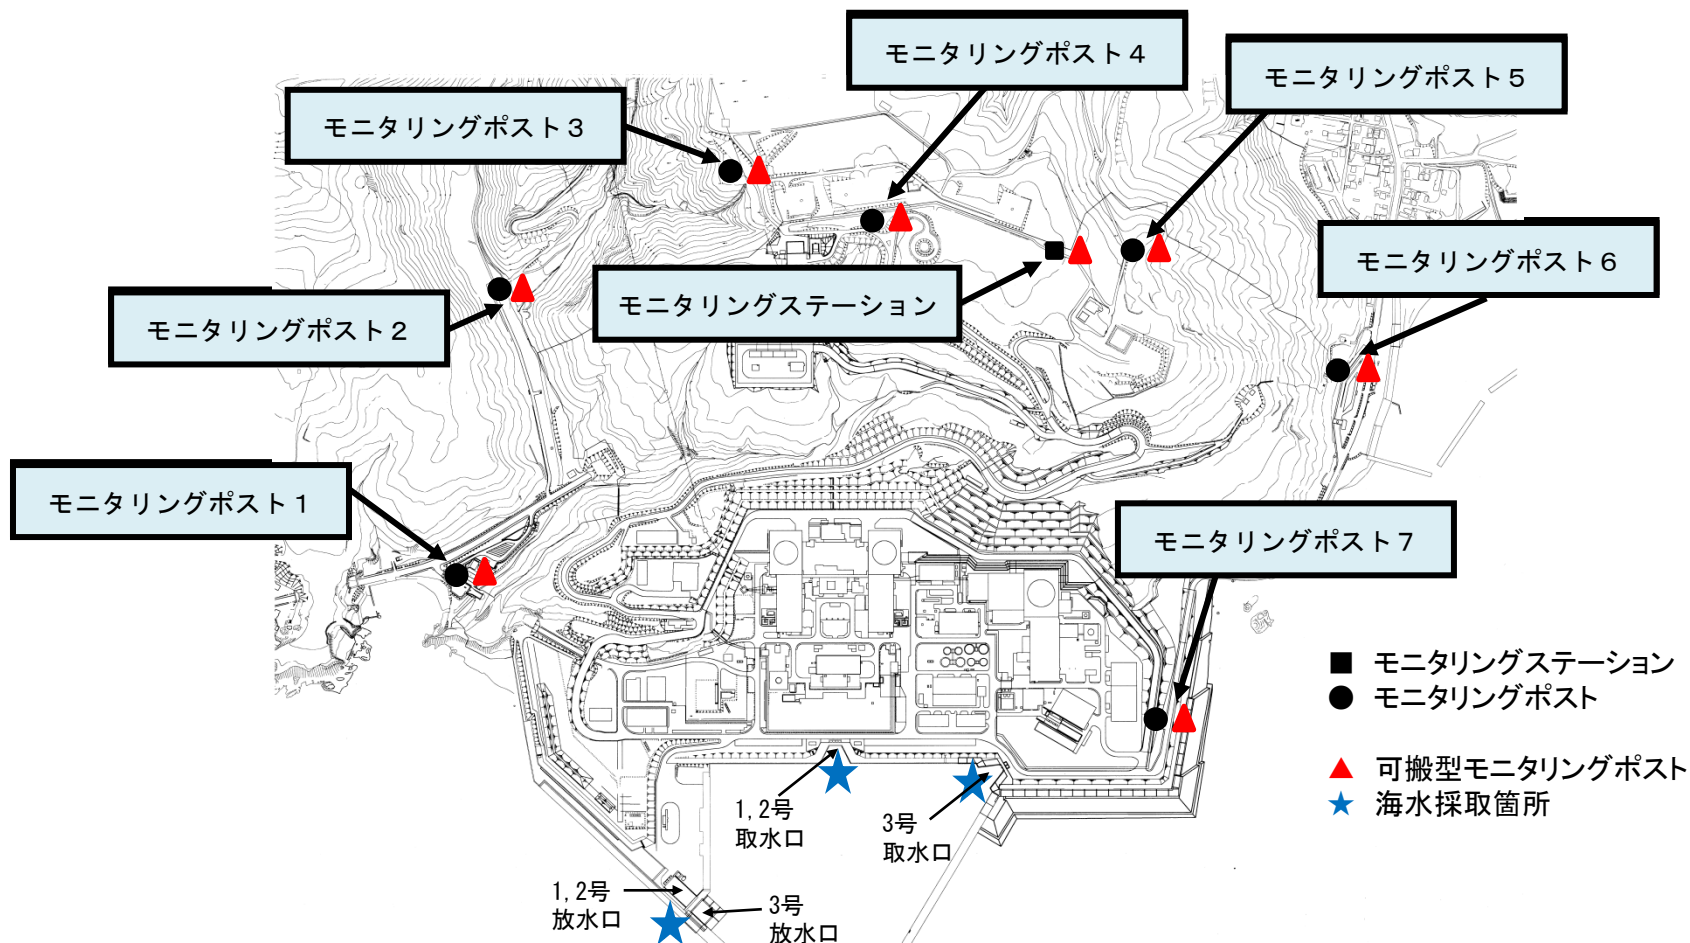 モニタリングポスト４
モニタリングポスト５
モニタリングポスト３
モニタリングポスト６
モニタリングステーション
モニタリングポスト２
モニタリングポスト１
モニタリングポスト７
モニタリングステーション
モニタリングポスト
可搬型モニタリングポスト
海水採取箇所
1,2号
取水口
3号
取水口
1,2号
放水口
3号
放水口